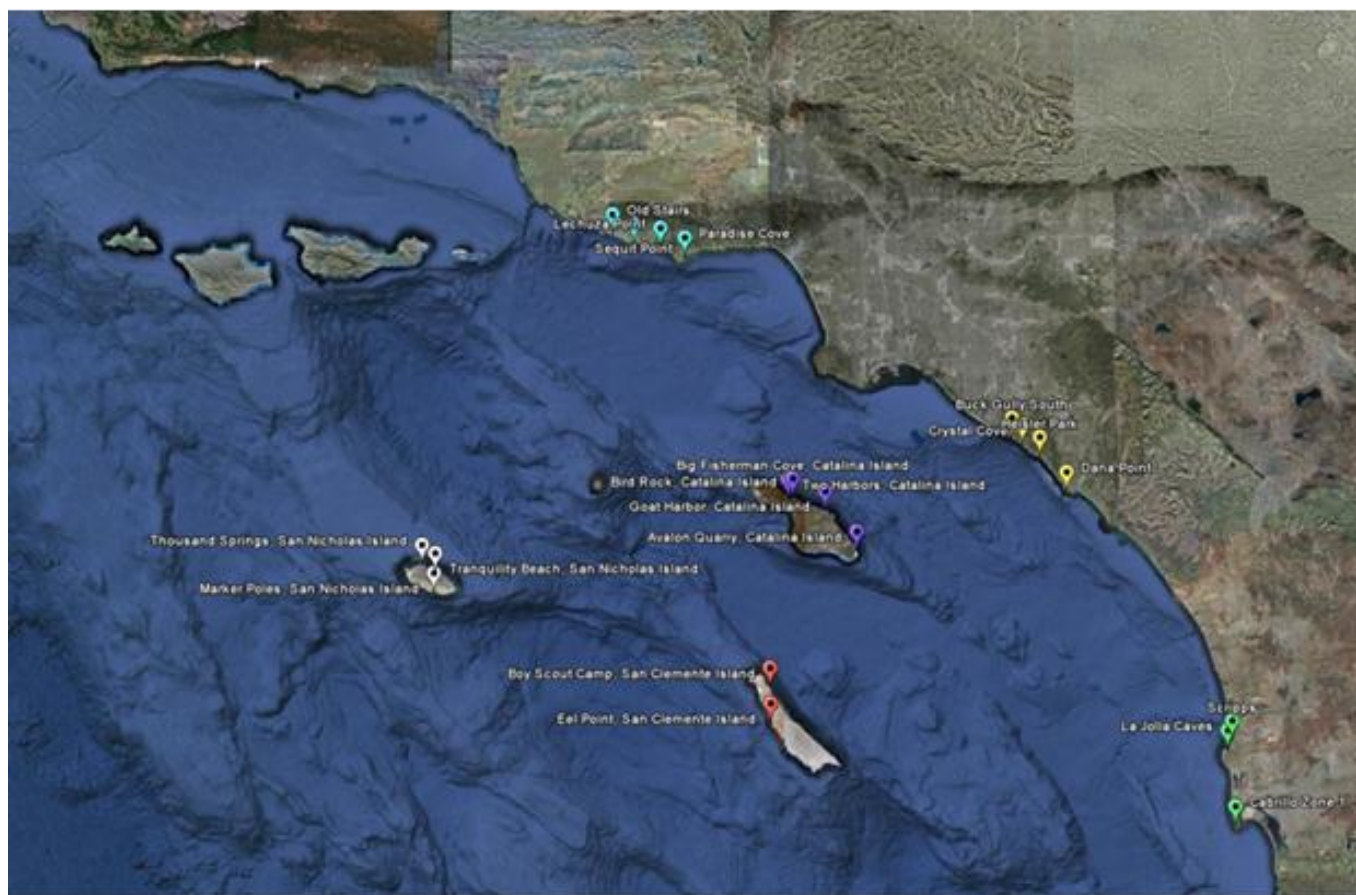 Old Stairs
Lechuza Point
Paradise Cove
Sequit Point
Buck Gully South
Heisler Park
Crystal Cove
Big Fisherman Cove, Catalina Island
Dana Point
Bird Rock, Catalina Island
Two Harbors, Catalina Island
Goat Harbor, Catalina Island
Avalon Quarry, Catalina Island
Thousand Springs, San Nicholas Island
Tranquility Beach, San Nicholas Island
Marker Poles, San Nicholas Island
Boy Scout Camp, San Clemente Island
Eel Point, San Clemente Island
Scripps
La Jolla Caves
Cabrillo Zone 1